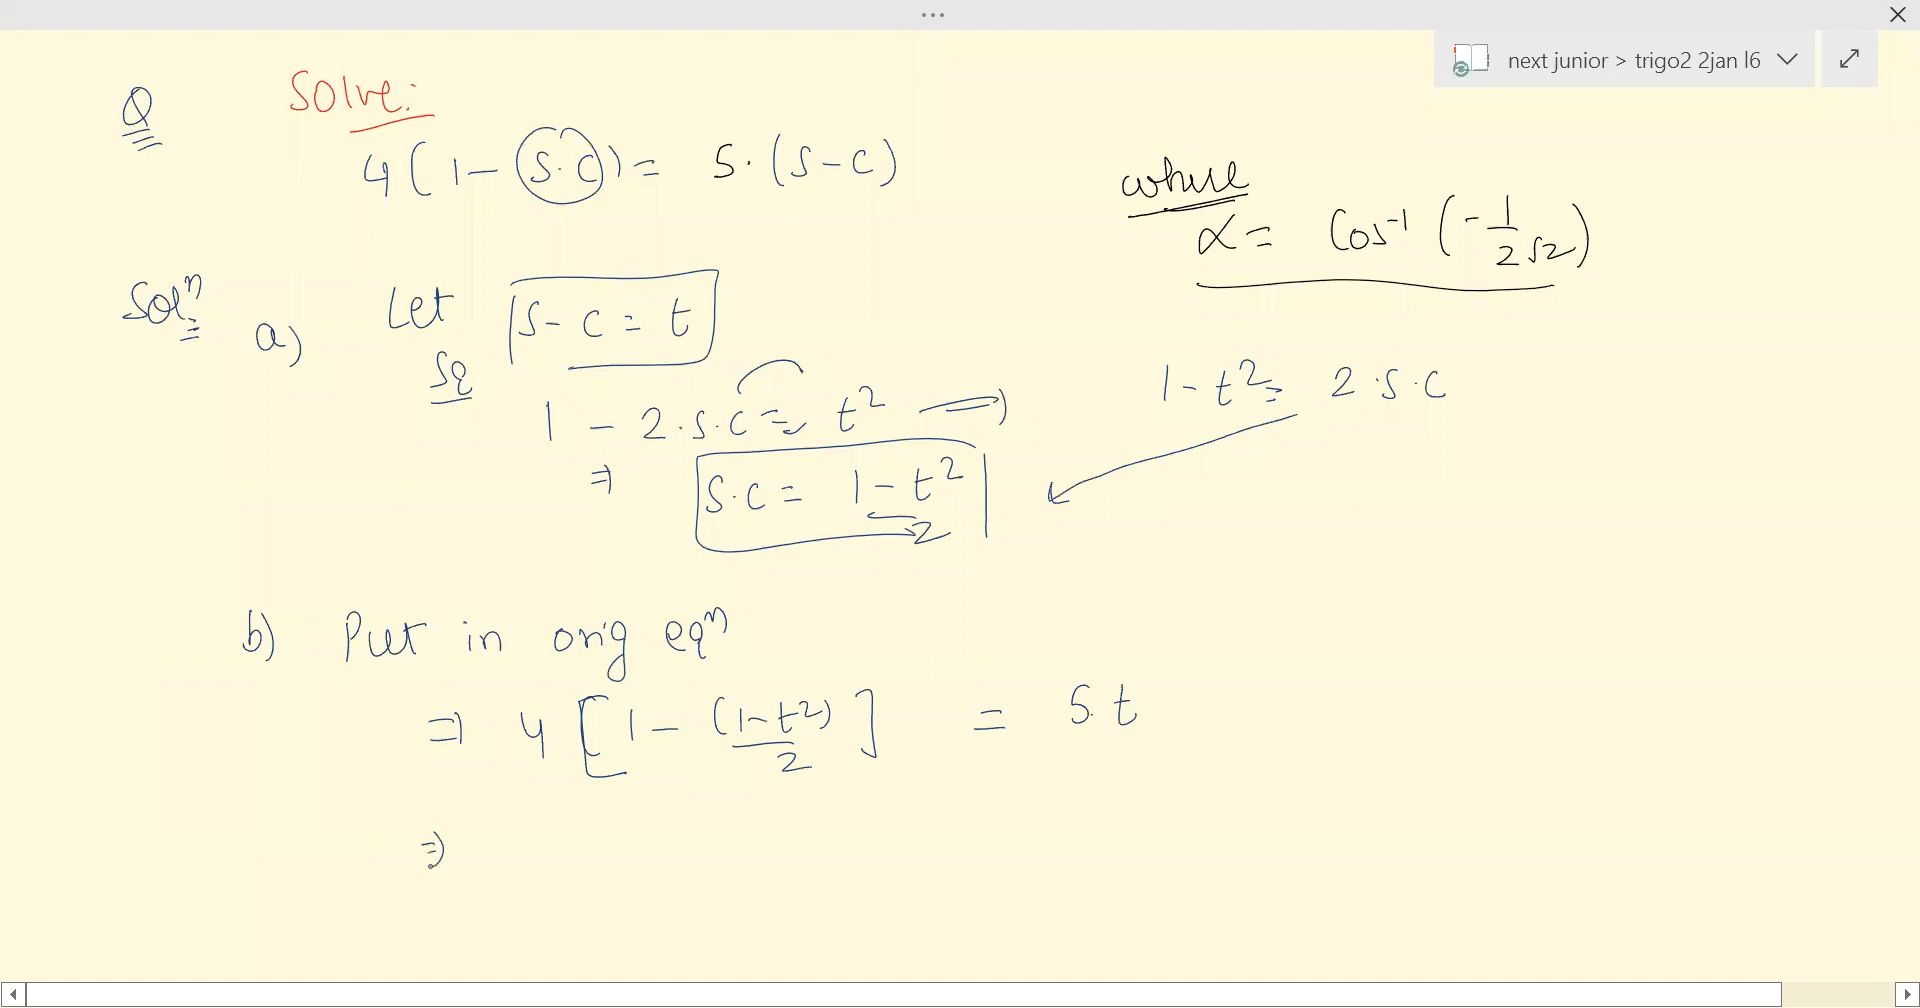 ...
next junior > trigo2 2jan l6
Q Solve:
4(1-s.c) = 5.(s-c)
where
α = Cos⁻¹(-1/2√2)
Solⁿ
a) Let s-c = t
Sq
1 - 2.s.c = t² ⇒ 1-t² = 2.s.c
⇒ s.c = 1-t²/2
b) Put in orig eqⁿ
⇒ 4[1-(1-t²)/2] = 5.t
⇒